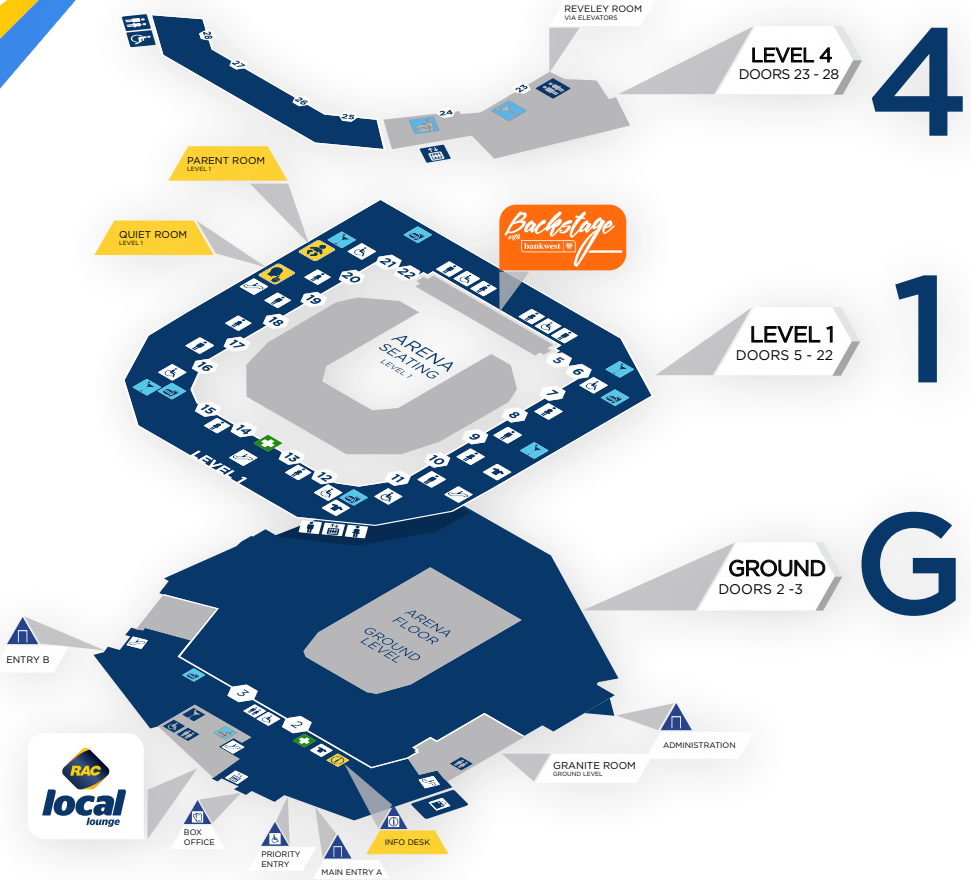 REVELEY ROOM
VIA ELEVATORS
LEVEL 4
DOORS 23 - 28
4
28
27
26
25
24
23
PARENT ROOM
LEVEL 1
QUIET ROOM
LEVEL 1
Backstage
with
bankwest
21
22
20
19
18
17
16
15
14
13
12
11
10
9
8
7
6
5
ARENA
SEATING
LEVEL 1
LEVEL 1
LEVEL 1
DOORS 5 - 22
1
GROUND
DOORS 2 -3
G
ARENA
FLOOR
GROUND
LEVEL
ENTRY B
3
2
RAC
local
lounge
BOX
OFFICE
PRIORITY
ENTRY
MAIN ENTRY A
INFO DESK
GRANITE ROOM
GROUND LEVEL
ADMINISTRATION